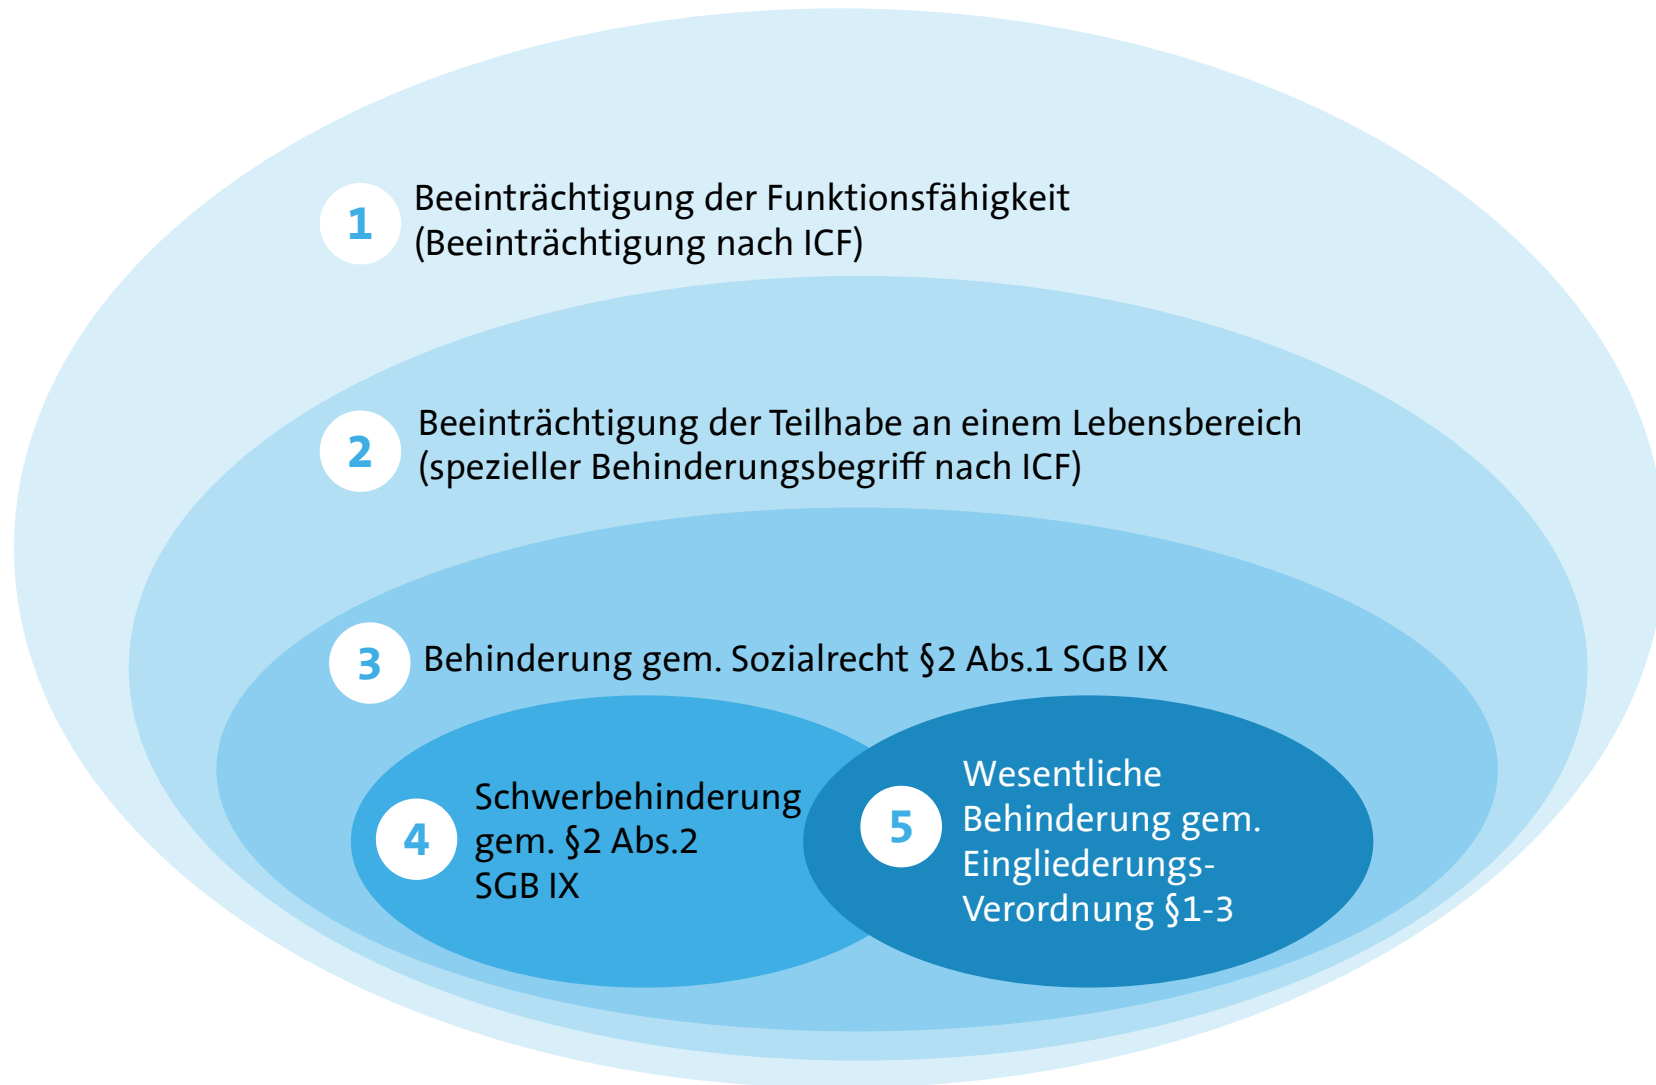 1
Beeinträchtigung der Funktionsfähigkeit
(Beeinträchtigung nach ICF)
2
Beeinträchtigung der Teilhabe an einem Lebensbereich
(spezieller Behinderungsbegriff nach ICF)
3
Behinderung gem. Sozialrecht §2 Abs.1 SGB IX
4
Schwerbehinderung
gem. §2 Abs.2
SGB IX
5
Wesentliche
Behinderung gem.
Eingliederungs-
Verordnung §1-3